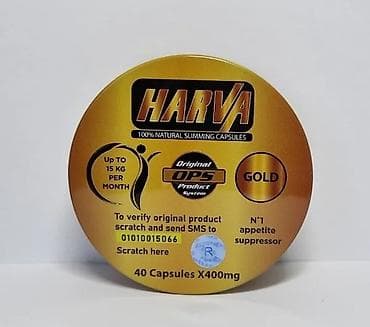 HARVA
100% NATURAL SLIMMING CAPSULES
Up TO
15 KG
PER
MONTH
Original
OPS
Product
System
GOLD
To verify original product
scratch and send SMS to
01010015066
Scratch here
N°1
appetite
suppressor
R
40 Capsules X400mg